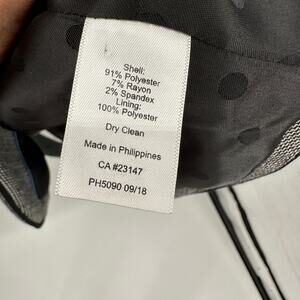 Shell:
91% Polyester
7% Rayon
2% Spandex
Lining:
100% Polyester
Dry Clean
Made in Philippines
CA #23147
PH5090 09/18